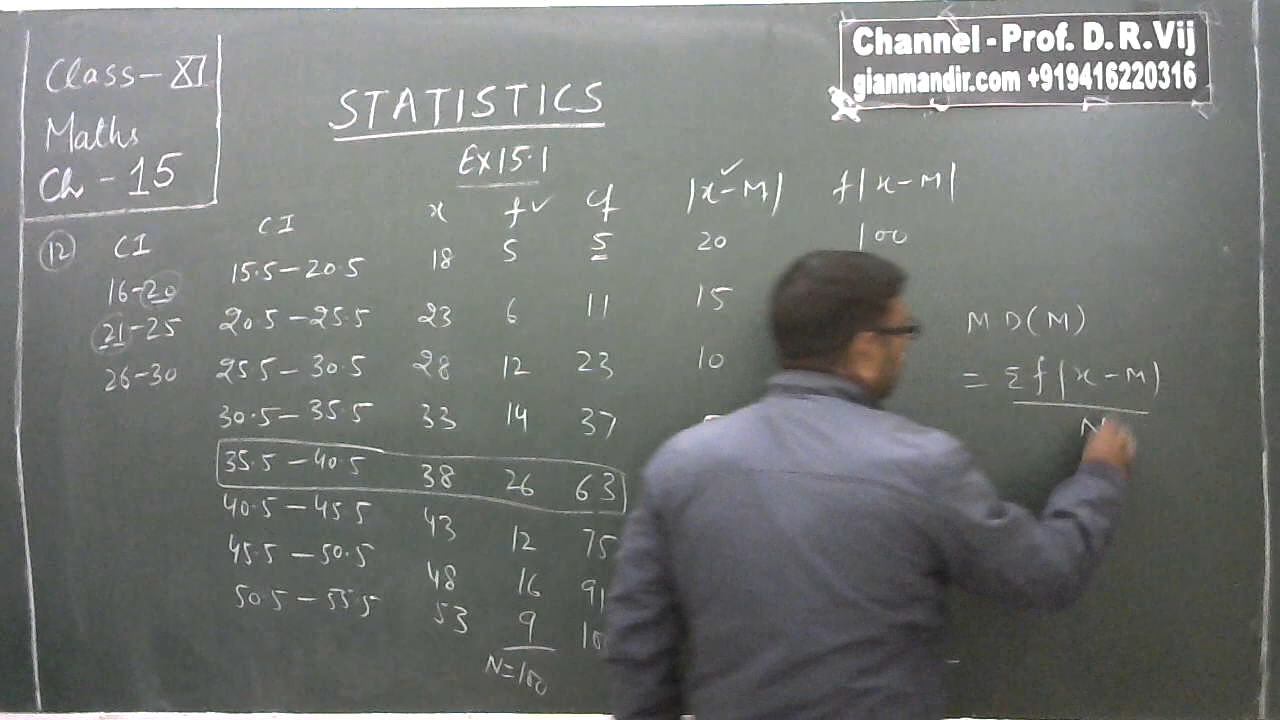 Channel - Prof. D. R. Vij
gianmandir.com +919416220316
Class - XI
Maths
Ch - 15
STATISTICS
EX 15.1
(12) CI CI x f ✓ cf |x - M| ✓ f|x - M|
16-20 15.5 - 20.5 18 5 5 20 100
21-25 20.5 - 25.5 23 6 11 15
26-30 25.5 - 30.5 28 12 23 10
30.5 - 35.5 33 14 37
35.5 - 40.5 38 26 63
40.5 - 45.5 43 12 75
45.5 - 50.5 48 16 91
50.5 - 55.5 53 9
N=100
M D (M)
= Σ f |x - M|
N